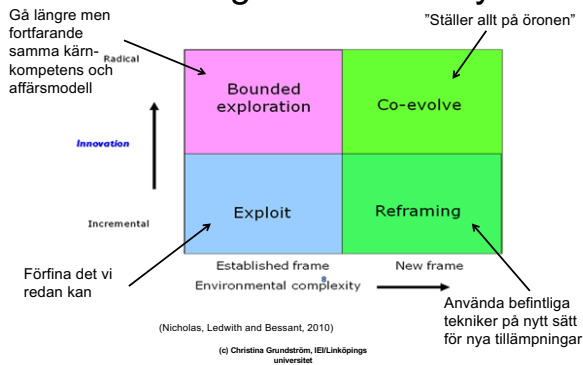 Gå längre men
fortfarande
samma kärn-
kompetens och
affärsmodell
"Ställer allt på öronen"
Radical
Bounded
exploration
Co-evolve
Innovation
Exploit
Reframing
Incremental
Established frame
New frame
Environmental complexity
Förfina det vi
redan kan
Använda befintliga
tekniker på nytt sätt
för nya tillämpningar
(Nicholas, Ledwith and Bessant, 2010)
(c) Christina Grundström, IEI/Linköpings
universitet